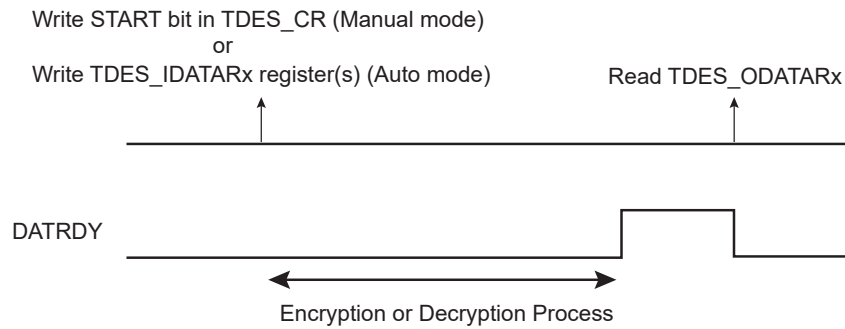 Write START bit in TDES_CR (Manual mode)
or
Write TDES_IDATARx register(s) (Auto mode)
Read TDES_ODATARx
DATRDY
Encryption or Decryption Process